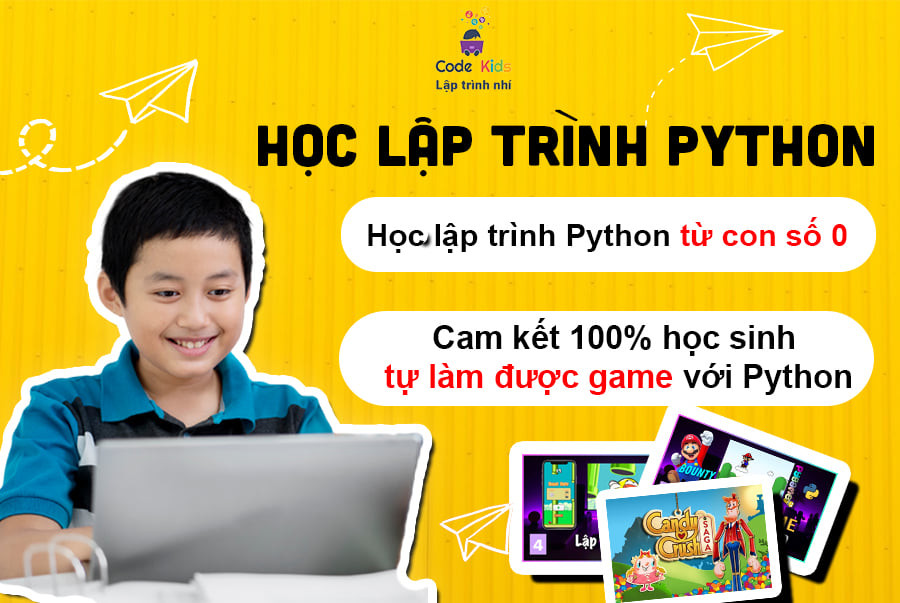 Code Kids
Lập trình nhí
HỌC LẬP TRÌNH PYTHON
Học lập trình Python từ con số 0
Cam kết 100% học sinh
tự làm được game với Python
BOUNTY
4
Lập
Candy
Crush
SAGA